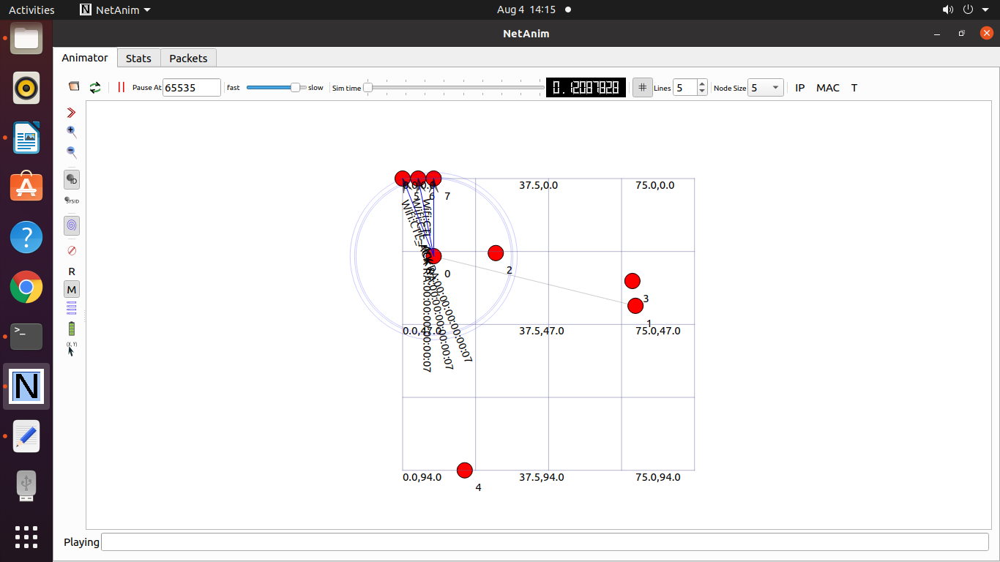 Activities NetAnim Aug 4 14:15
NetAnim
Animator Stats Packets
Pause At 65535 fast slow Sim time 0.12087828 # Lines 5 Node Size 5 IP MAC T
ID
SYSID
R
M
(X, Y)
37.5,0.0 75.0,0.0
5 6 7
0 2
3
1
0.0,47.0 37.5,47.0 75.0,47.0
0.0,94.0 37.5,94.0 75.0,94.0
4
Playing
>_
N
?